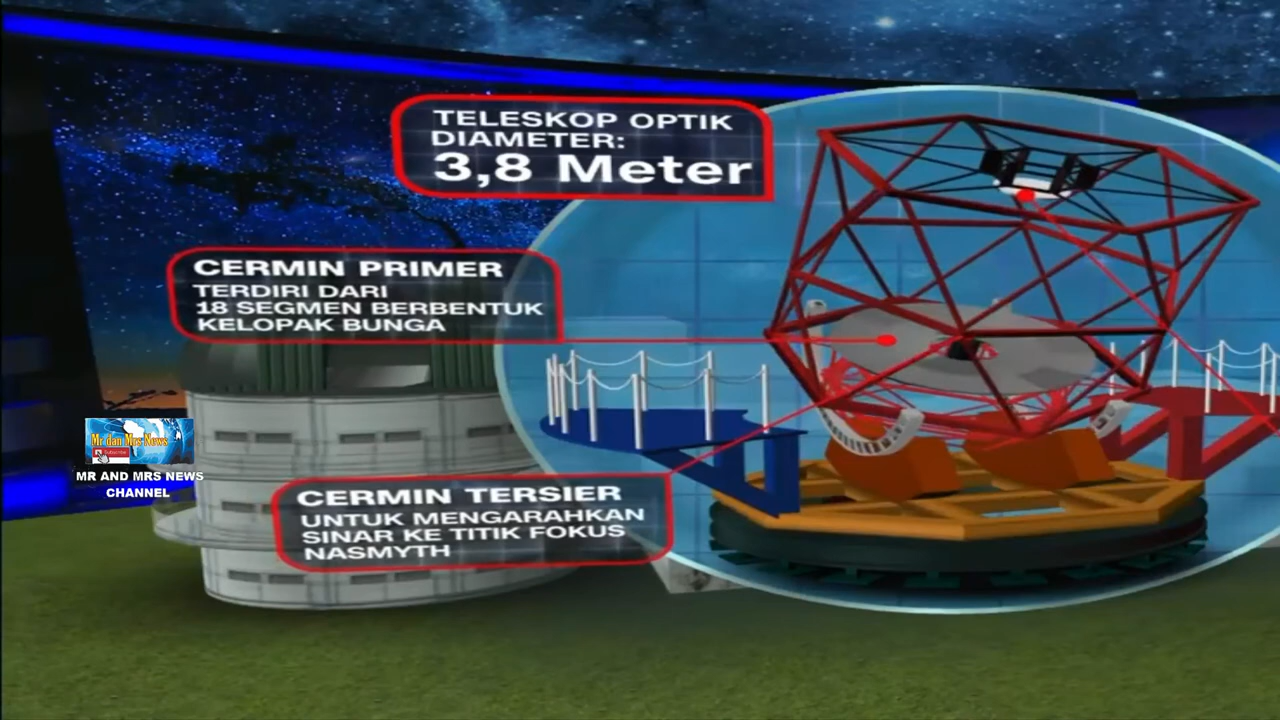 TELESKOP OPTIK
DIAMETER:
3,8 Meter
CERMIN PRIMER
TERDIRI DARI
18 SEGMEN BERBENTUK
KELOPAK BUNGA
Mr dan Mrs News
Subscribe
MR AND MRS NEWS
CHANNEL
CERMIN TERSIER
UNTUK MENGARAHKAN
SINAR KE TITIK FOKUS
NASMYTH